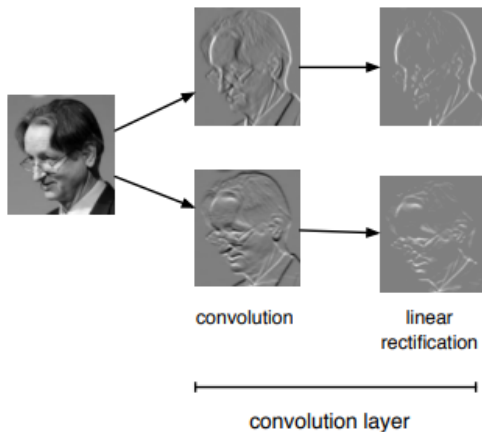 convolution
linear
rectification
convolution layer